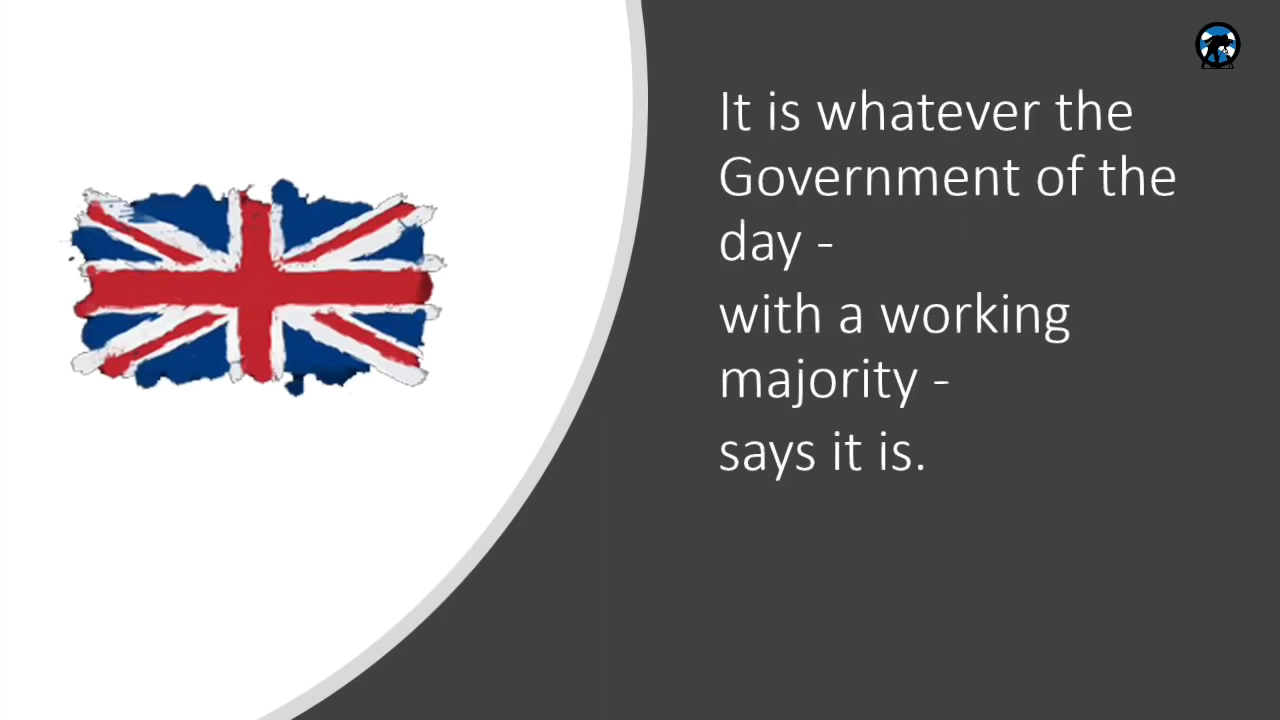 It is whatever the
Government of the
day -
with a working
majority -
says it is.